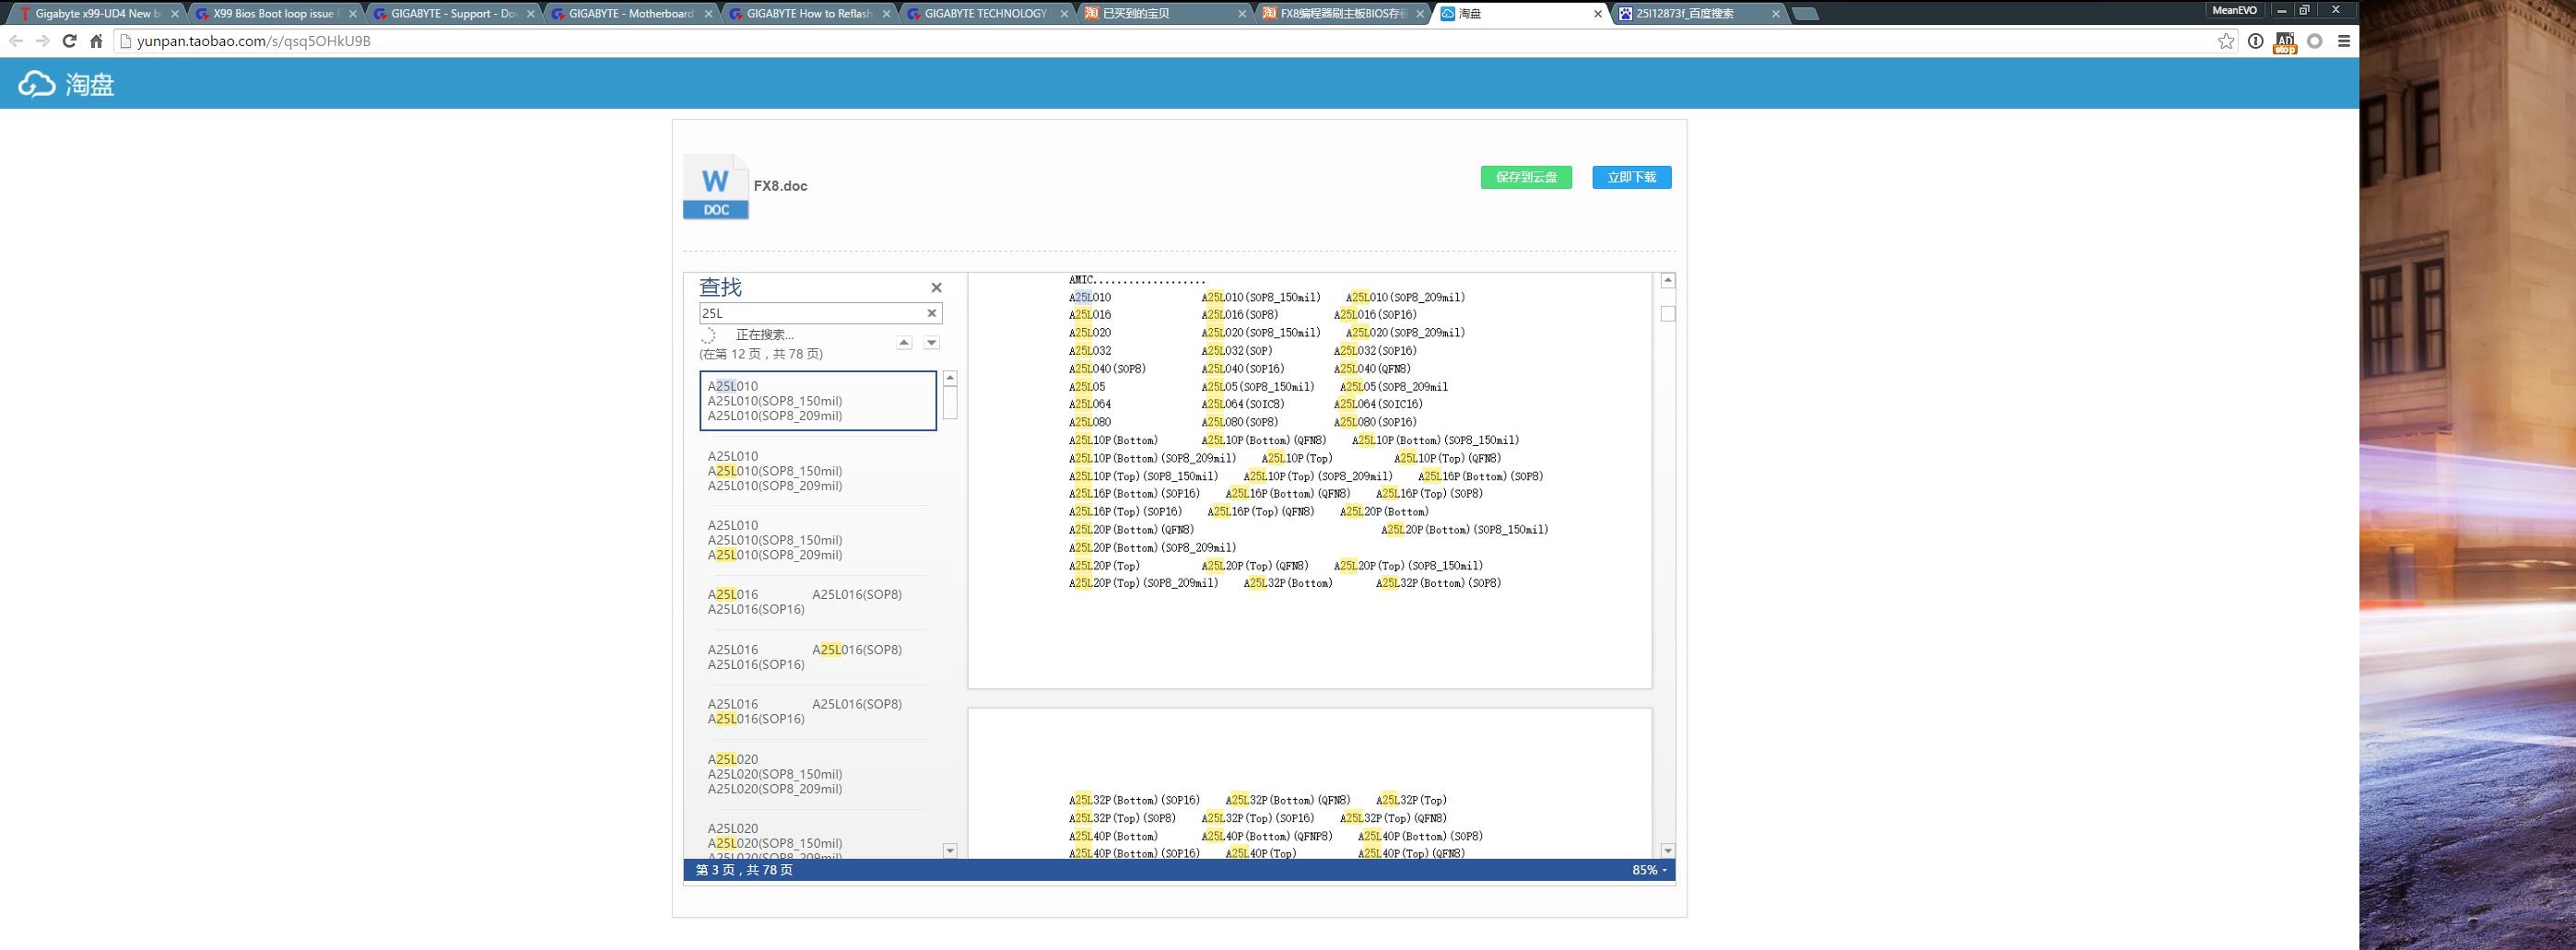 Gigabyte x99-UD4 New b
X99 Bios Boot loop issue
GIGABYTE - Support - Do
GIGABYTE - Motherboard
GIGABYTE How to Reflash
GIGABYTE TECHNOLOGY
已买到的宝贝
FX8编程器刷主板BIOS存
淘盘
25l12873f_百度搜索
MeanEVO
yunpan.taobao.com/s/qsq5OHkU9B
淘盘
W
DOC
FX8.doc
保存到云盘
立即下载
查找
25L
正在搜索...
(在第 12 页，共 78 页)
A25L010
A25L010(SOP8_150mil)
A25L010(SOP8_209mil)
A25L010
A25L010(SOP8_150mil)
A25L010(SOP8_209mil)
A25L010
A25L010(SOP8_150mil)
A25L010(SOP8_209mil)
A25L016 A25L016(SOP8)
A25L016(SOP16)
A25L016 A25L016(SOP8)
A25L016(SOP16)
A25L016 A25L016(SOP8)
A25L016(SOP16)
A25L020
A25L020(SOP8_150mil)
A25L020(SOP8_209mil)
A25L020
A25L020(SOP8_150mil)
A25L020(SOP8_209mil)
AMIC...................
A25L010 A25L010(SOP8_150mil) A25L010(SOP8_209mil)
A25L016 A25L016(SOP8) A25L016(SOP16)
A25L020 A25L020(SOP8_150mil) A25L020(SOP8_209mil)
A25L032 A25L032(SOP) A25L032(SOP16)
A25L040(SOP8) A25L040(SOP16) A25L040(QFN8)
A25L05 A25L05(SOP8_150mil) A25L05(SOP8_209mil
A25L064 A25L064(SOIC8) A25L064(SOIC16)
A25L080 A25L080(SOP8) A25L080(SOP16)
A25L10P(Bottom) A25L10P(Bottom)(QFN8) A25L10P(Bottom)(SOP8_150mil)
A25L10P(Bottom)(SOP8_209mil) A25L10P(Top) A25L10P(Top)(QFN8)
A25L10P(Top)(SOP8_150mil) A25L10P(Top)(SOP8_209mil) A25L16P(Bottom)(SOP8)
A25L16P(Bottom)(SOP16) A25L16P(Bottom)(QFN8) A25L16P(Top)(SOP8)
A25L16P(Top)(SOP16) A25L16P(Top)(QFN8) A25L20P(Bottom)
A25L20P(Bottom)(QFN8) A25L20P(Bottom)(SOP8_150mil)
A25L20P(Bottom)(SOP8_209mil)
A25L20P(Top) A25L20P(Top)(QFN8) A25L20P(Top)(SOP8_150mil)
A25L20P(Top)(SOP8_209mil) A25L32P(Bottom) A25L32P(Bottom)(SOP8)
A25L32P(Bottom)(SOP16) A25L32P(Bottom)(QFN8) A25L32P(Top)
A25L32P(Top)(SOP8) A25L32P(Top)(SOP16) A25L32P(Top)(QFN8)
A25L40P(Bottom) A25L40P(Bottom)(QFNP8) A25L40P(Bottom)(SOP8)
A25L40P(Bottom)(SOP16) A25L40P(Top) A25L40P(Top)(QFN8)
第 3 页，共 78 页
85%